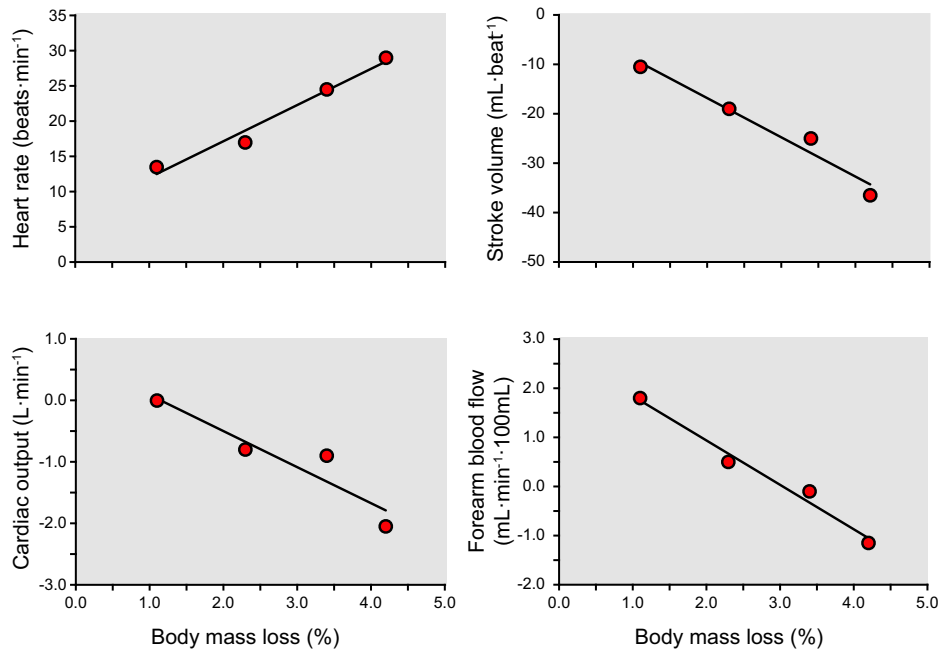 Heart rate (beats·min⁻¹)
35
30
25
20
15
10
5
0
Stroke volume (mL·beat⁻¹)
0
-10
-20
-30
-40
-50
Cardiac output (L·min⁻¹)
1.0
0.0
-1.0
-2.0
-3.0
0.0 1.0 2.0 3.0 4.0 5.0
Body mass loss (%)
Forearm blood flow
(mL·min⁻¹·100mL)
3.0
2.0
1.0
0.0
-1.0
-2.0
0.0 1.0 2.0 3.0 4.0 5.0
Body mass loss (%)